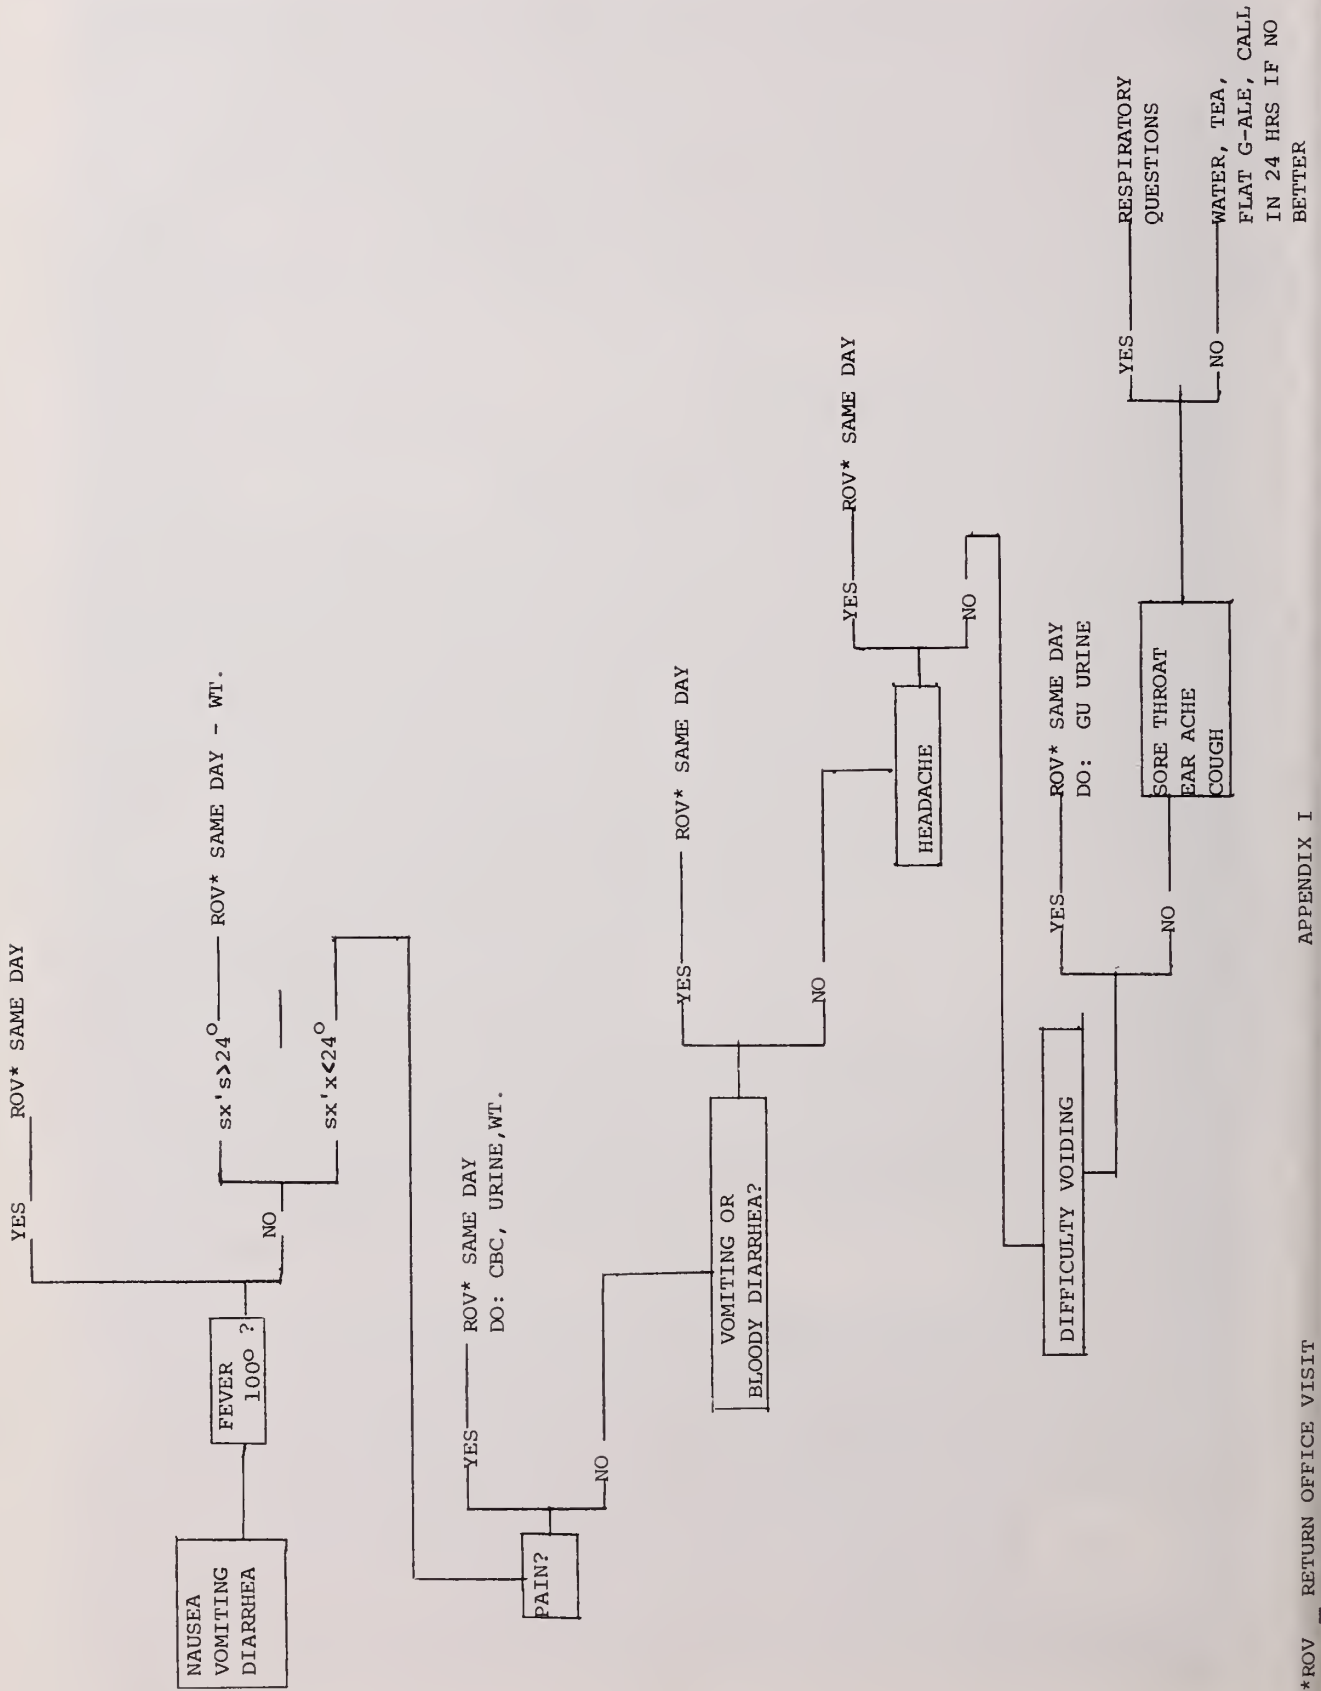 NAUSEA
VOMITING
DIARRHEA
FEVER
100° ?
YES
ROV* SAME DAY
NO
sx's>24°
ROV* SAME DAY - WT.
sx'x<24°
PAIN?
YES
ROV* SAME DAY
DO: CBC, URINE,WT.
NO
VOMITING OR
BLOODY DIARRHEA?
YES
ROV* SAME DAY
NO
HEADACHE
YES
ROV* SAME DAY
NO
DIFFICULTY VOIDING
YES
ROV* SAME DAY
DO: GU URINE
NO
SORE THROAT
EAR ACHE
COUGH
YES
RESPIRATORY
QUESTIONS
NO
WATER, TEA,
FLAT G-ALE, CALL
IN 24 HRS IF NO
BETTER
*ROV RETURN OFFICE VISIT
APPENDIX I